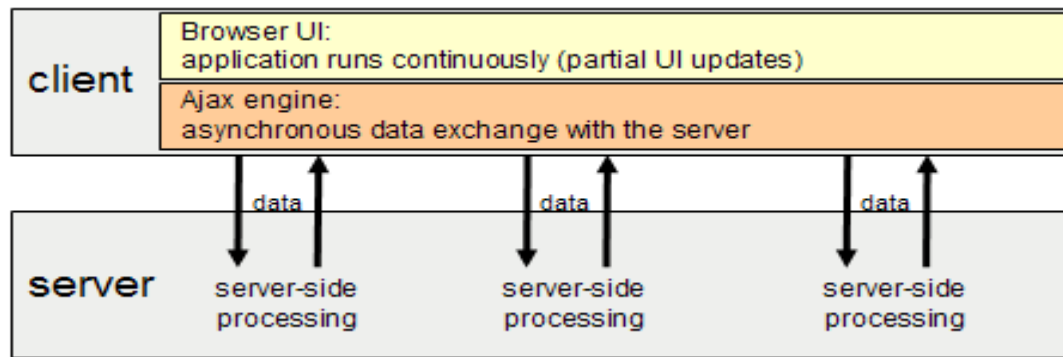 Browser UI:
application runs continuously (partial UI updates)
client
Ajax engine:
asynchronous data exchange with the server
data
data
data
server
server-side
processing
server-side
processing
server-side
processing